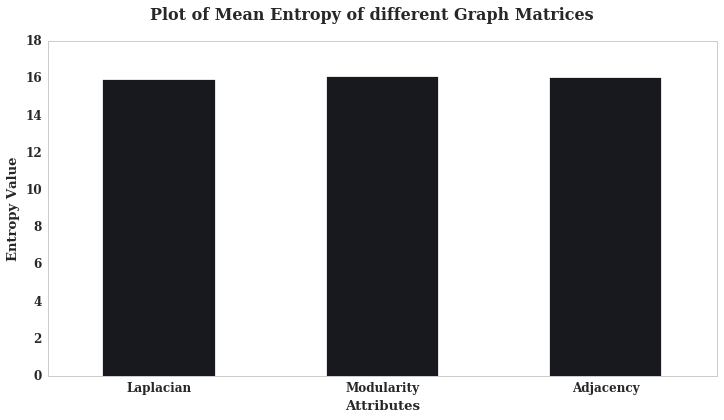 Plot of Mean Entropy of different Graph Matrices
18
16
14
12
10
8
6
4
2
0
Entropy Value
Laplacian Modularity Adjacency
Attributes